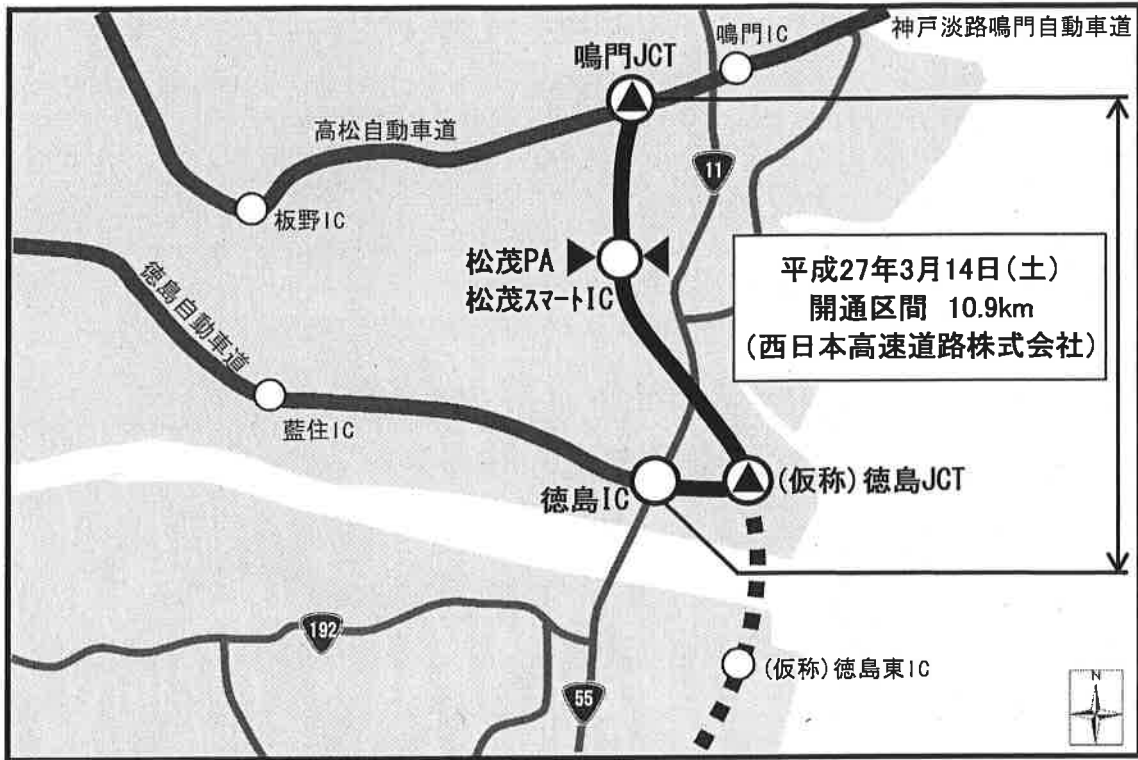 神戸淡路鳴門自動車道
鳴門IC
鳴門JCT
高松自動車道
11
板野IC
松茂PA
松茂スマートIC
平成27年3月14日(土)
開通区間 10.9km
(西日本高速道路株式会社)
徳島自動車道
藍住IC
徳島IC
(仮称)徳島JCT
192
(仮称)徳島東IC
55
N